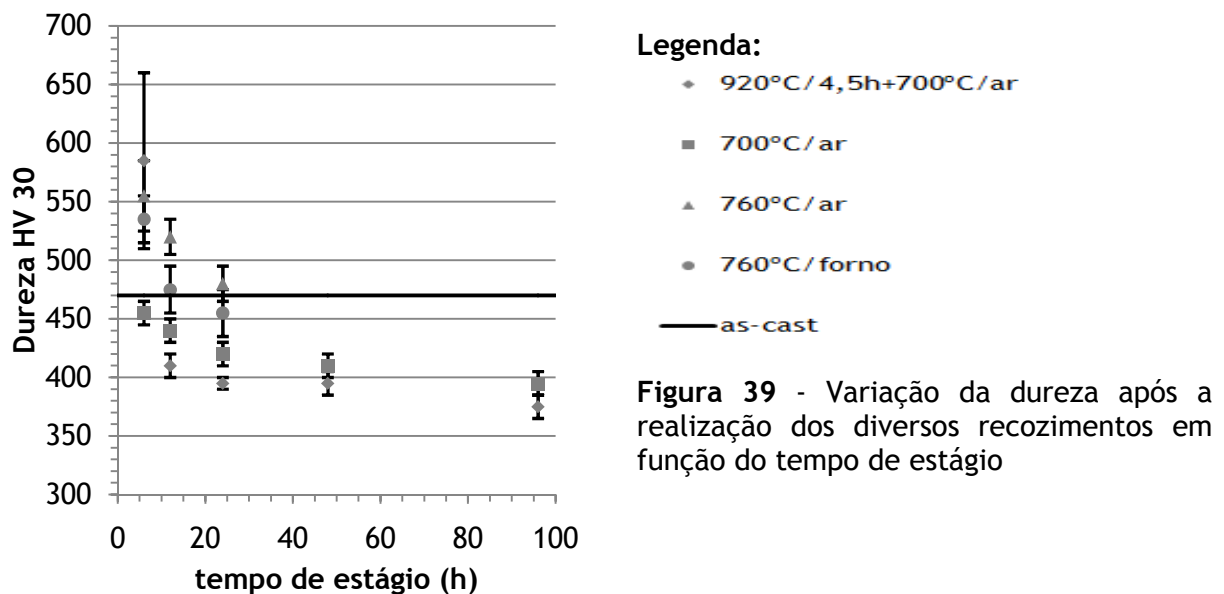 700
650
600
550
500
450
400
350
300
Dureza HV 30
0 20 40 60 80 100
tempo de estágio (h)
Legenda:
920°C/4,5h+700°C/ar
700°C/ar
760°C/ar
760°C/forno
as-cast
Figura 39 - Variação da dureza após a
realização dos diversos recozimentos em
função do tempo de estágio